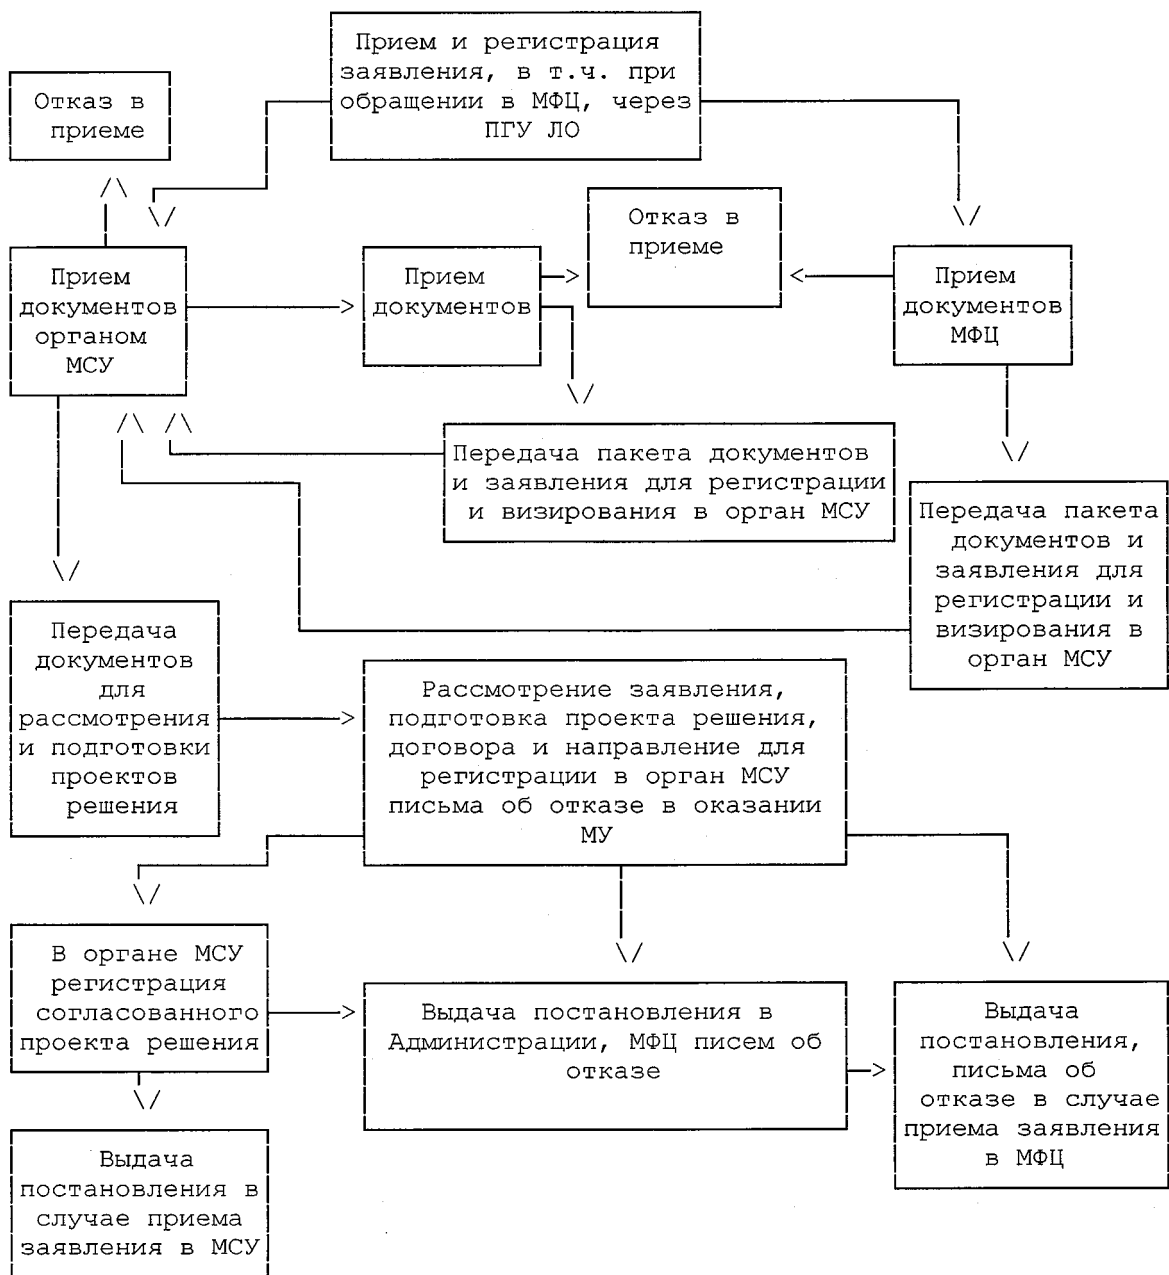 Прием и регистрация
заявления, в т.ч. при
обращении в МФЦ, через
ПГУ ЛО
Отказ в
приеме
Отказ в
приеме
Прием
документов
органом
МСУ
Прием
документов
Прием
документов
МФЦ
Передача пакета документов
и заявления для регистрации
и визирования в орган МСУ
Передача пакета
документов и
заявления для
регистрации и
визирования в
орган МСУ
Передача
документов
для
рассмотрения
и подготовки
проектов
решения
Рассмотрение заявления,
подготовка проекта решения,
договора и направление для
регистрации в орган МСУ
письма об отказе в оказании
МУ
В органе МСУ
регистрация
согласованного
проекта решения
Выдача постановления в
Администрации, МФЦ писем об
отказе
Выдача
постановления,
письма об
отказе в случае
приема заявления
в МФЦ
Выдача
постановления в
случае приема
заявления в МСУ